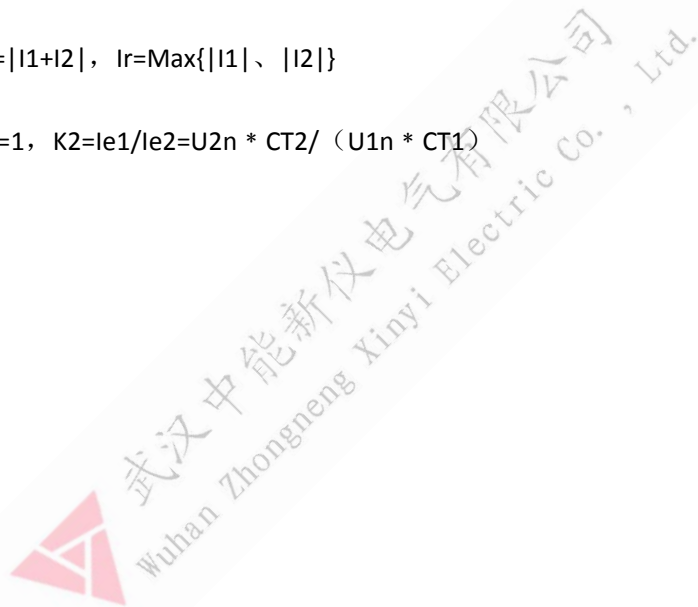 =|I1+I2|，Ir=Max{|I1|、|I2|}
=1，K2=Ie1/Ie2=U2n * CT2/（U1n * CT1）
武汉中能新仪电气有限公司
Wuhan Zhongneng Xinyi Electric Co. , Ltd.